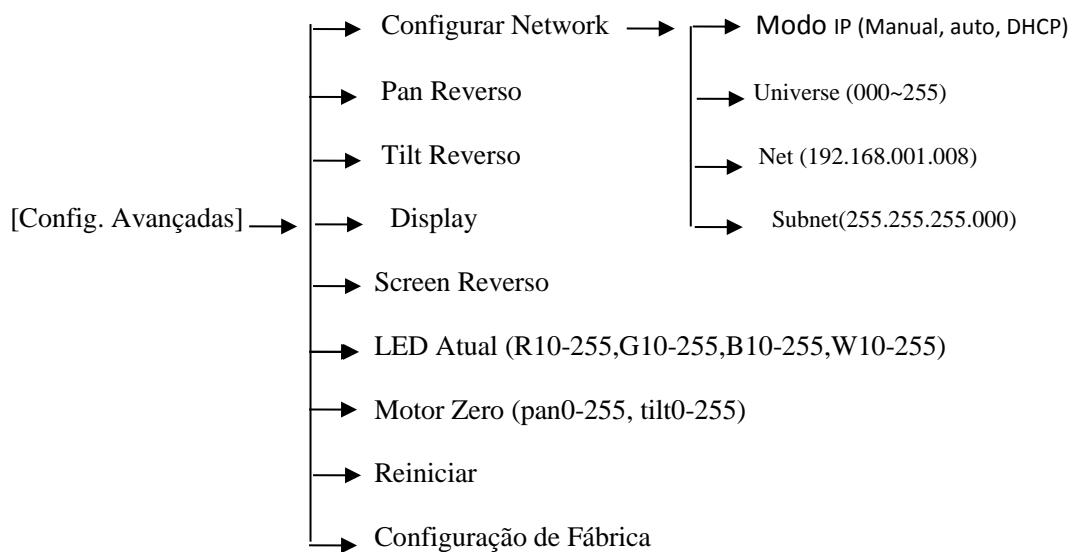 Configurar Network
Modo IP (Manual, auto, DHCP)
Pan Reverso
Universe (000~255)
Tilt Reverso
Net (192.168.001.008)
[Config. Avançadas]
Display
Subnet(255.255.255.000)
Screen Reverso
LED Atual (R10-255,G10-255,B10-255,W10-255)
Motor Zero (pan0-255, tilt0-255)
Reiniciar
Configuração de Fábrica